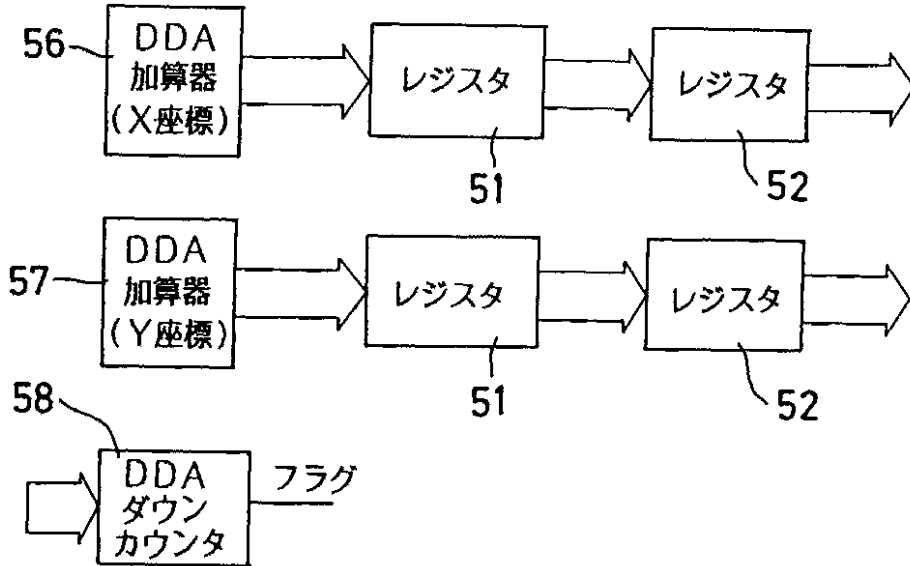 56
DDA
加算器
(X座標)
レジスタ
51
レジスタ
52
57
DDA
加算器
(Y座標)
レジスタ
51
レジスタ
52
58
DDA
ダウン
カウンタ
フラグ